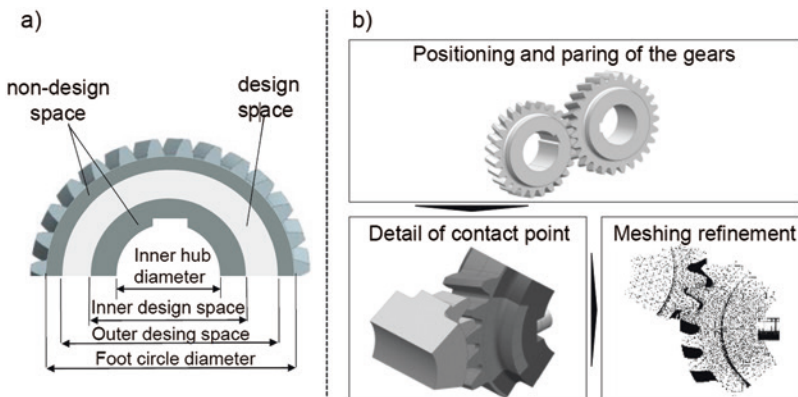 a)
non-design
space
design
space
Inner hub
diameter
Inner design space
Outer desing space
Foot circle diameter
b)
Positioning and paring of the gears
Detail of contact point
Meshing refinement